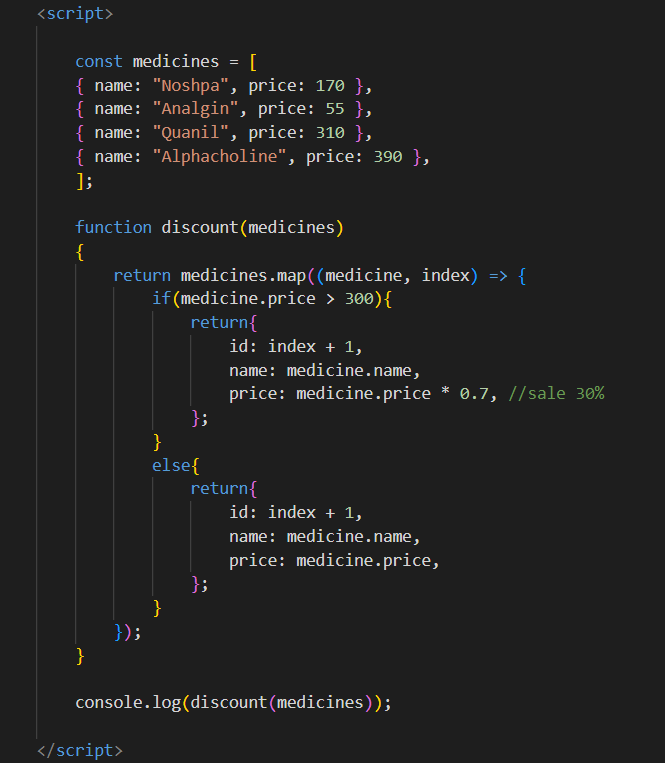 <script>
const medicines = [
{ name: "Noshpa", price: 170 },
{ name: "Analgin", price: 55 },
{ name: "Quanil", price: 310 },
{ name: "Alphacholine", price: 390 },
];
function discount(medicines)
{
return medicines.map((medicine, index) => {
if(medicine.price > 300){
return{
id: index + 1,
name: medicine.name,
price: medicine.price * 0.7, //sale 30%
};
}
else{
return{
id: index + 1,
name: medicine.name,
price: medicine.price,
};
}
});
}
console.log(discount(medicines));
</script>